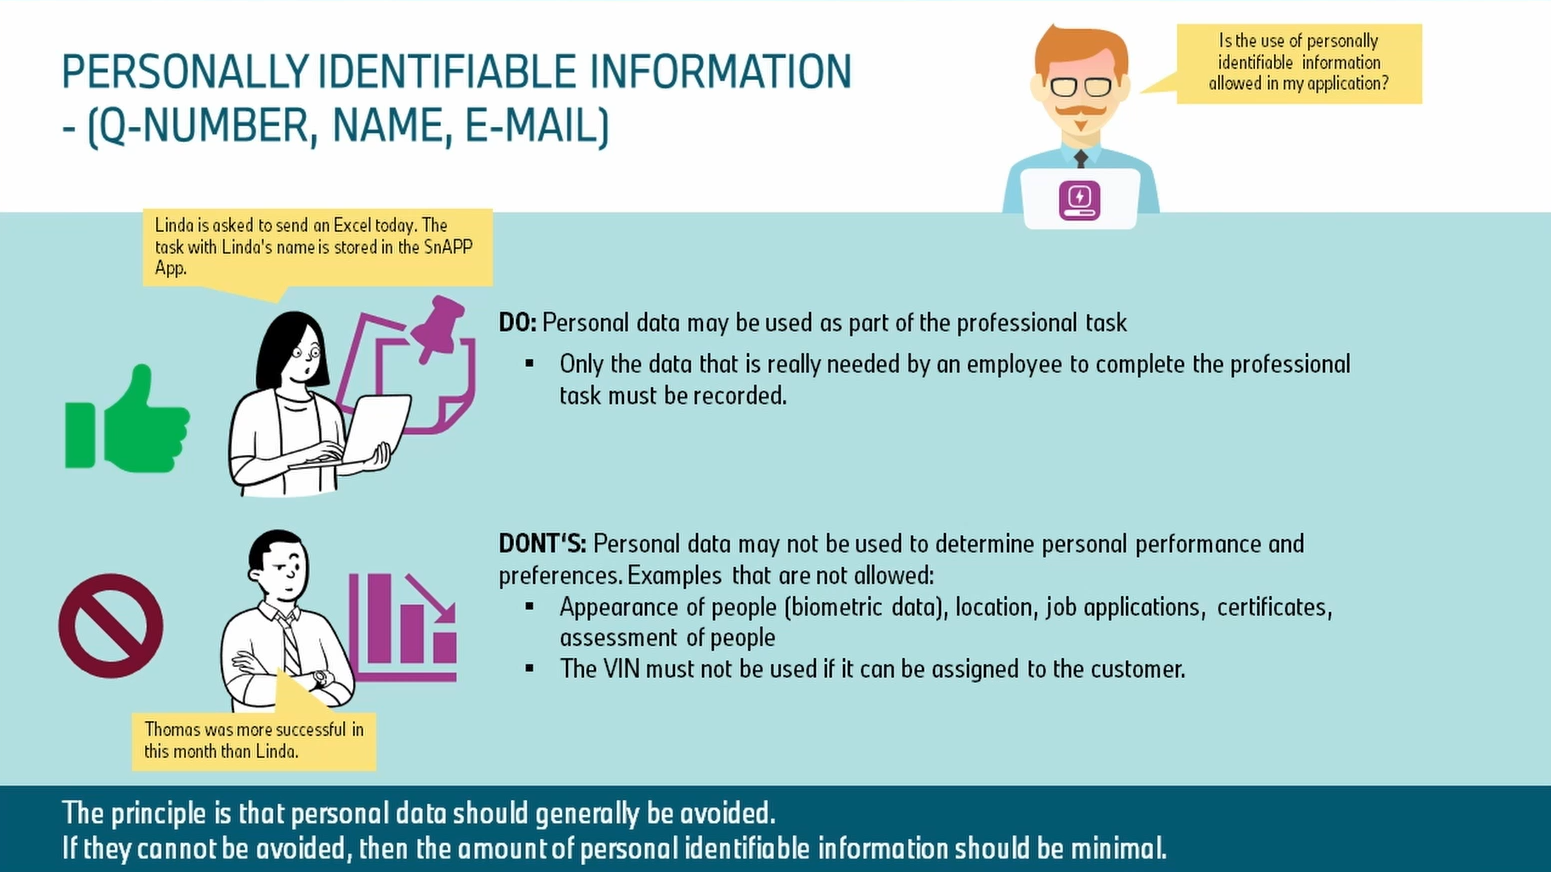 PERSONALLY IDENTIFIABLE INFORMATION
- (Q-NUMBER, NAME, E-MAIL)
Is the use of personally
identifiable information
allowed in my application?
Linda is asked to send an Excel today. The
task with Linda's name is stored in the SnAPP
App.
DO: Personal data may be used as part of the professional task
▪ Only the data that is really needed by an employee to complete the professional
task must be recorded.
DONT‘S: Personal data may not be used to determine personal performance and
preferences. Examples that are not allowed:
▪ Appearance of people (biometric data), location, job applications, certificates,
assessment of people
▪ The VIN must not be used if it can be assigned to the customer.
Thomas was more successful in
this month than Linda.
The principle is that personal data should generally be avoided.
If they cannot be avoided, then the amount of personal identifiable information should be minimal.